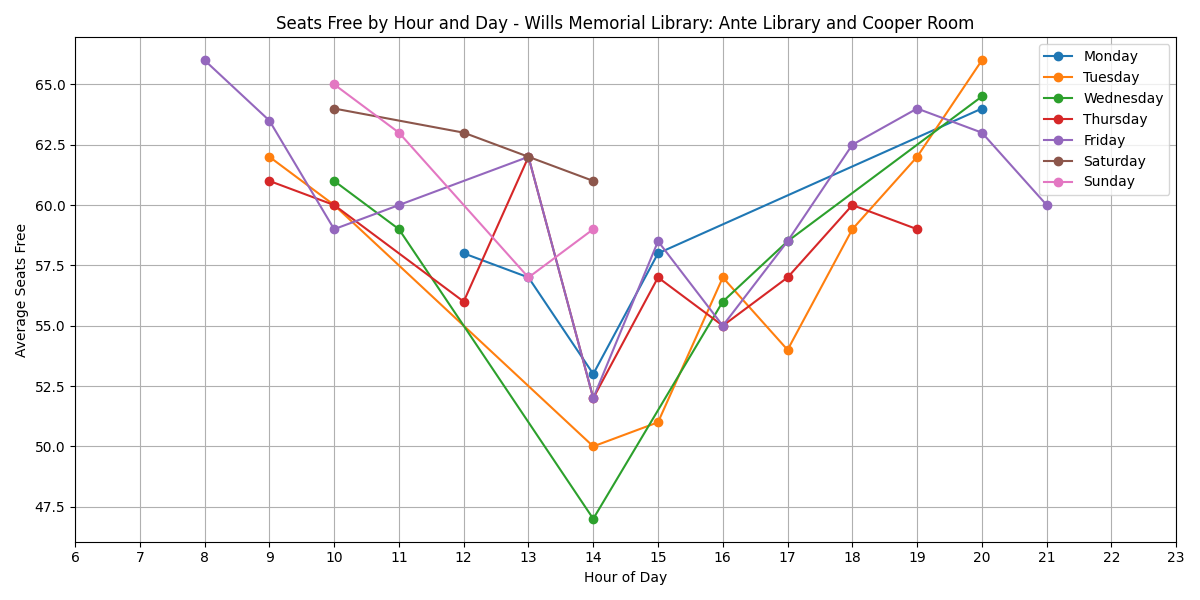 Seats Free by Hour and Day - Wills Memorial Library: Ante Library and Cooper Room
Monday
Tuesday
Wednesday
Thursday
Friday
Saturday
Sunday
65.0
62.5
60.0
57.5
55.0
52.5
50.0
47.5
Average Seats Free
6 7 8 9 10 11 12 13 14 15 16 17 18 19 20 21 22 23
Hour of Day